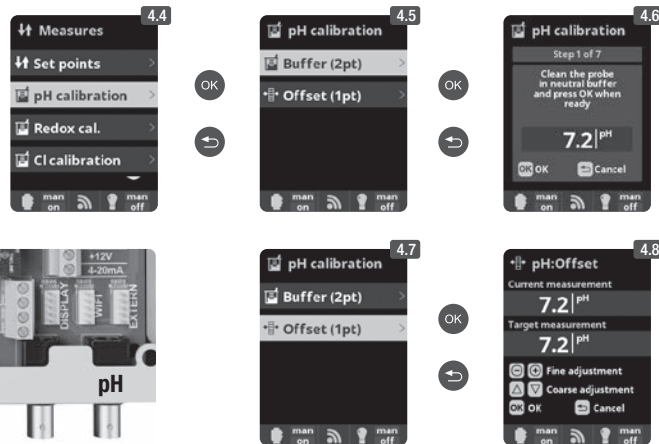 4.4
Measures
Set points
pH calibration
Redox cal.
Cl calibration
man on
man off
OK
4.5
pH calibration
Buffer (2pt)
Offset (1pt)
man on
man off
OK
4.6
pH calibration
Step 1 of 7
Clean the probe
in neutral buffer
and press OK when
ready
7.2 pH
OK OK Cancel
man on
man off
+12V
4-20mA
DISPLAY
WIFI
EXTERN
pH
4.7
pH calibration
Buffer (2pt)
Offset (1pt)
man on
man off
OK
4.8
pH:Offset
Current measurement
7.2 pH
Target measurement
7.2 pH
Fine adjustment
Coarse adjustment
OK OK Cancel
man on
man off